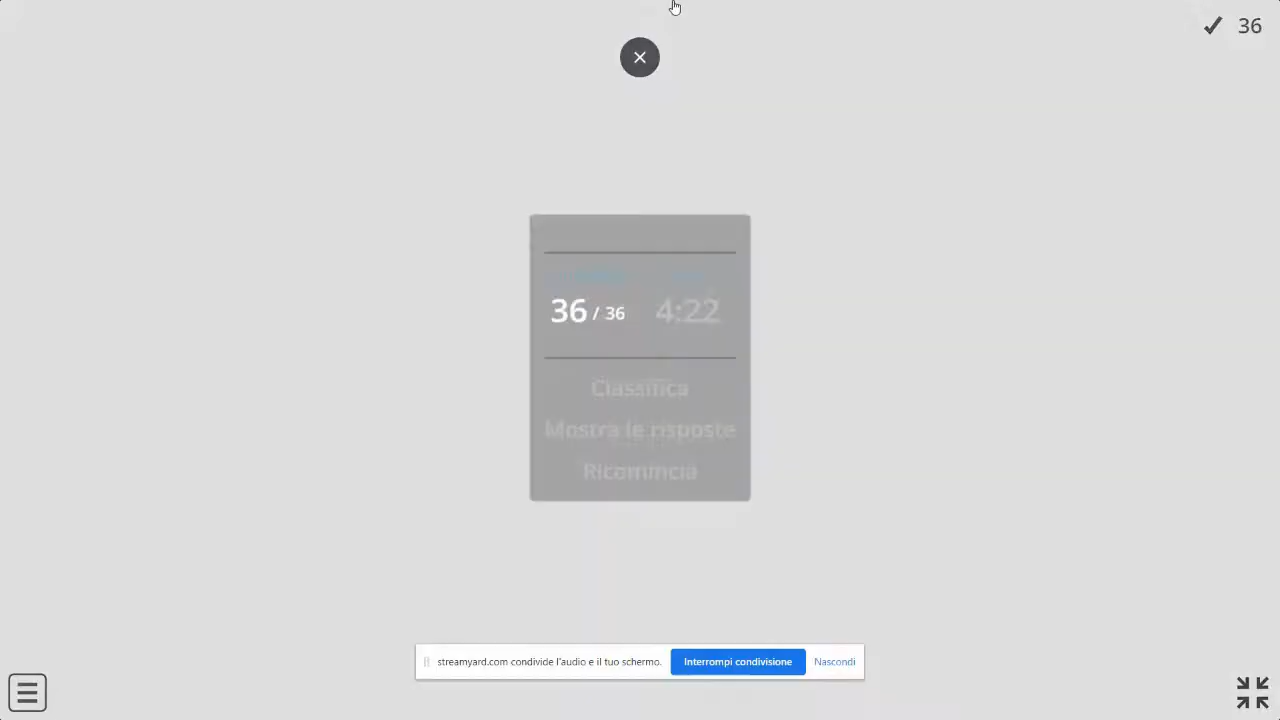 36
36 / 36 4:22
Classifica
Mostra le risposte
Ricomincia
streamyard.com condivide l'audio e il tuo schermo. Interrompi condivisione Nascondi